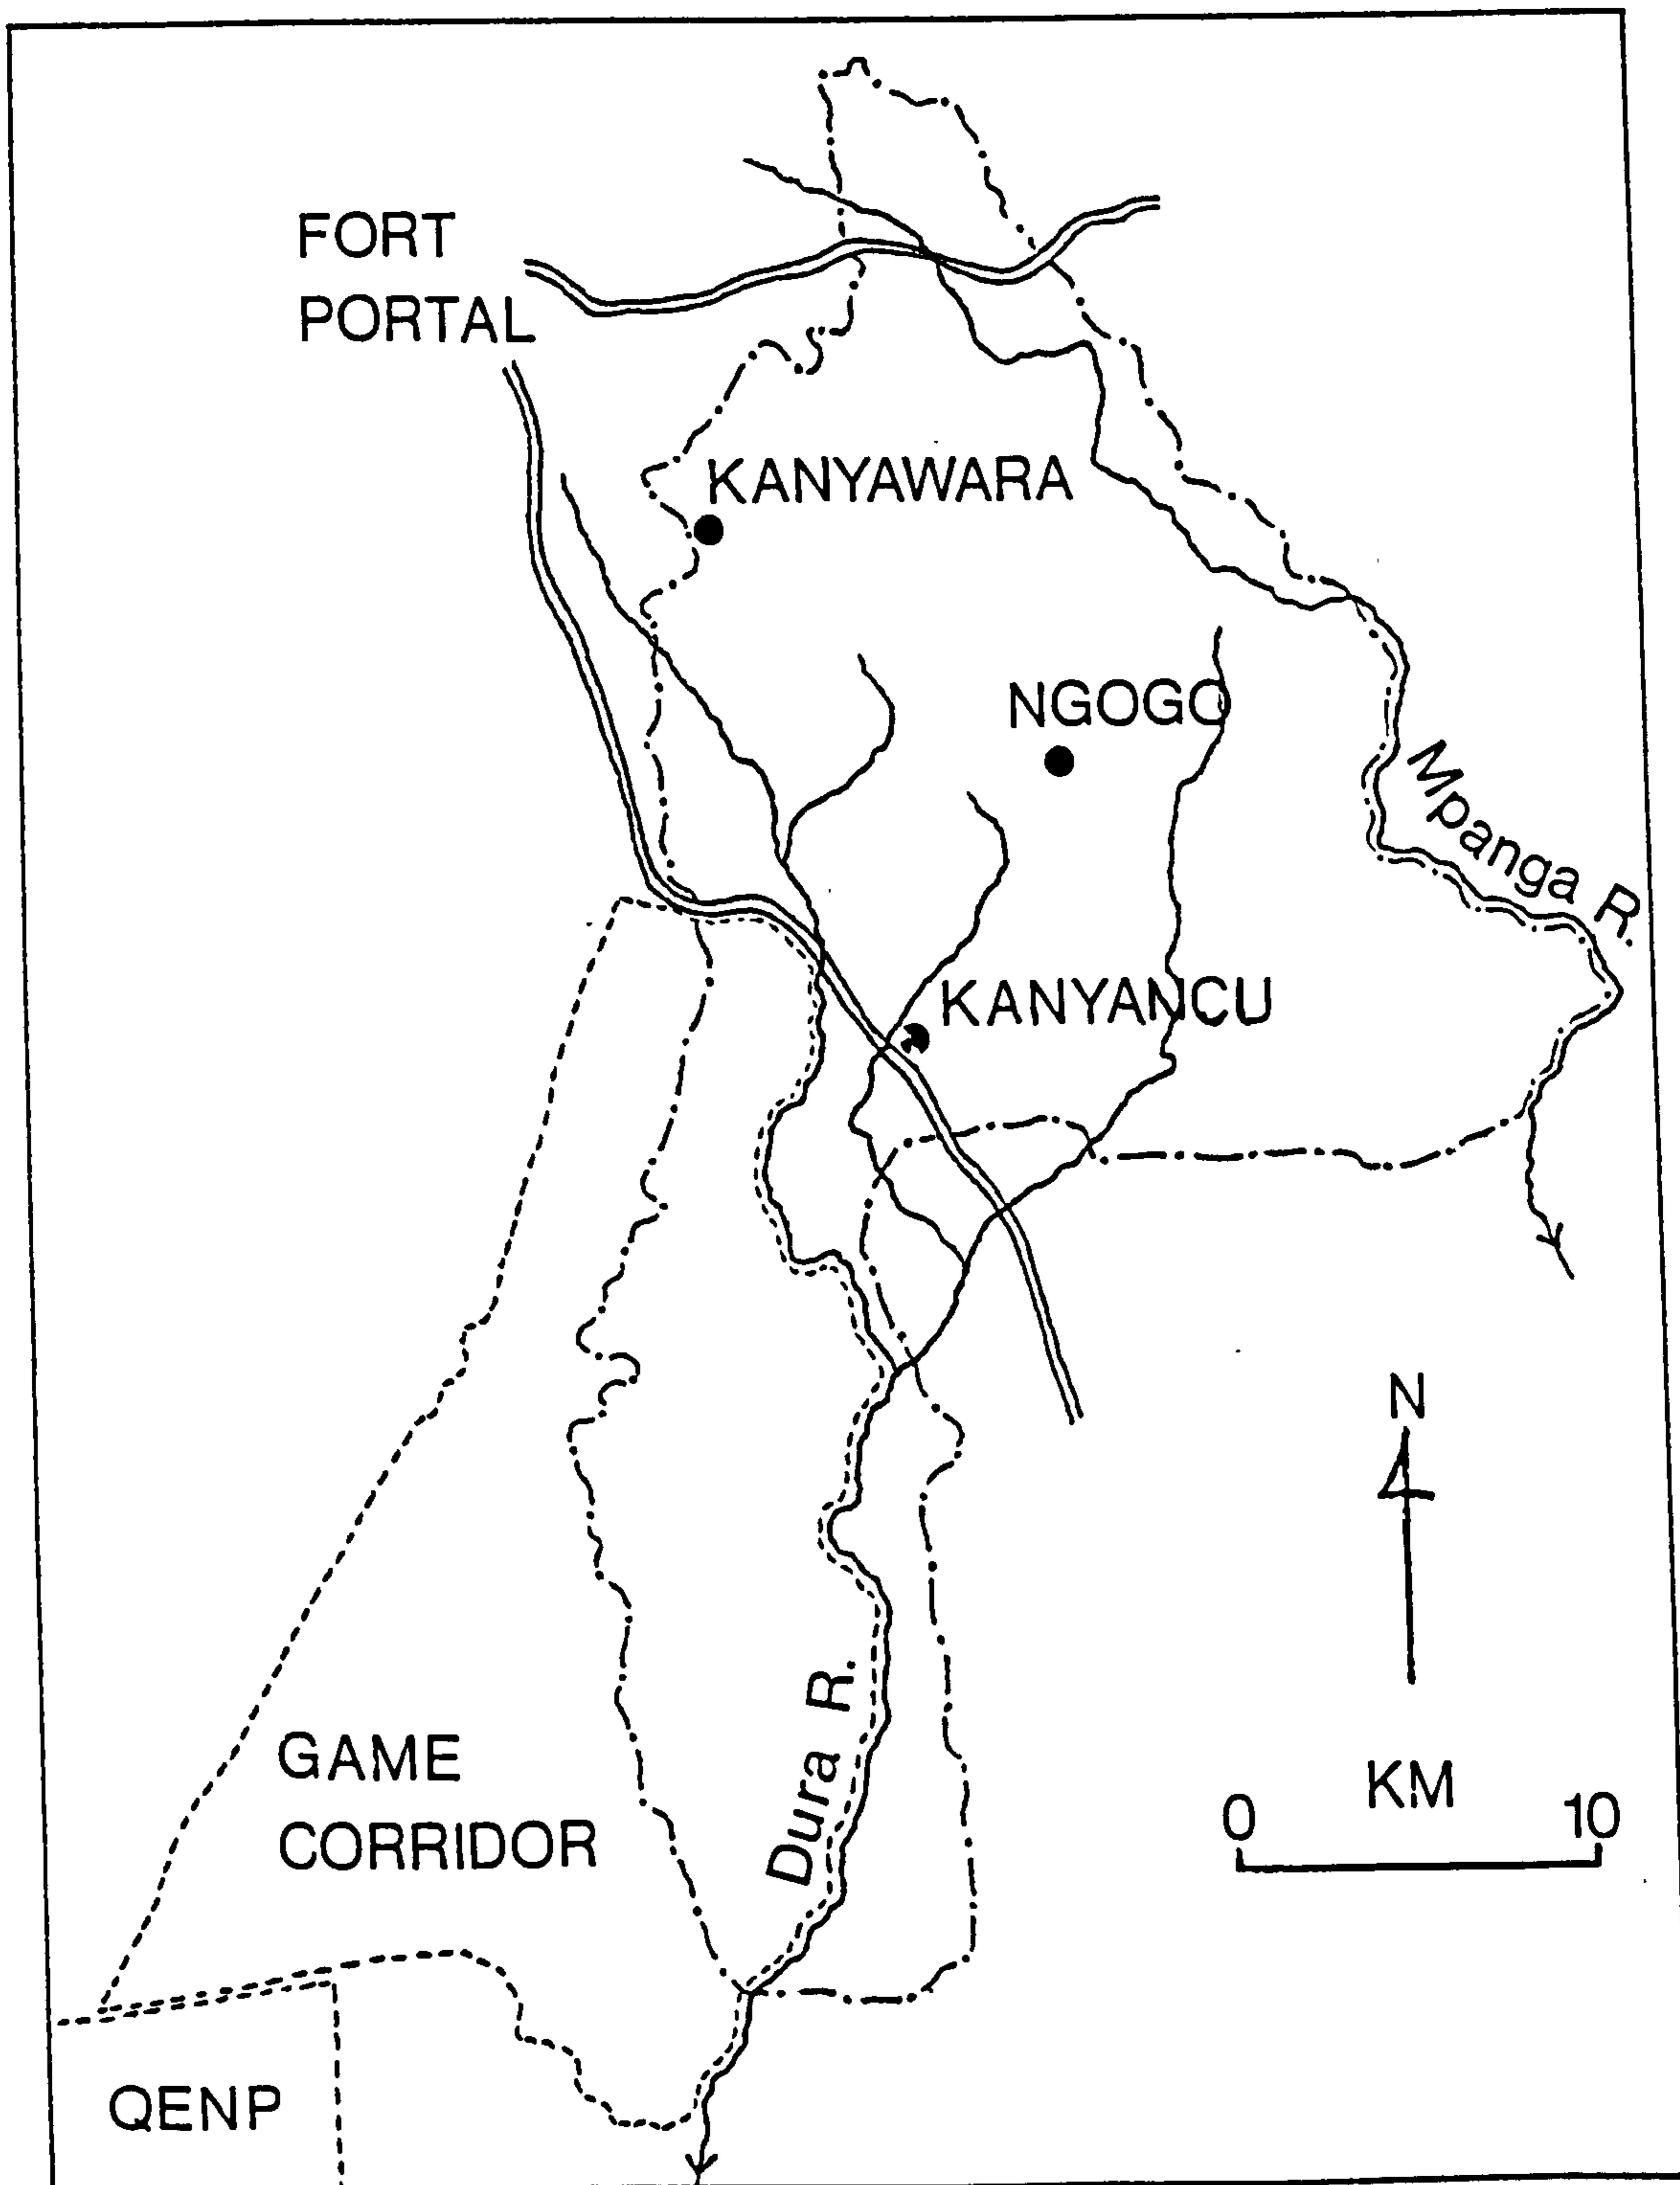 FORT
PORTAL
KANYAWARA
NGOGO
Mpanga R.
KANYANCU
N
KM
0 10
Dura R.
GAME
CORRIDOR
QENP